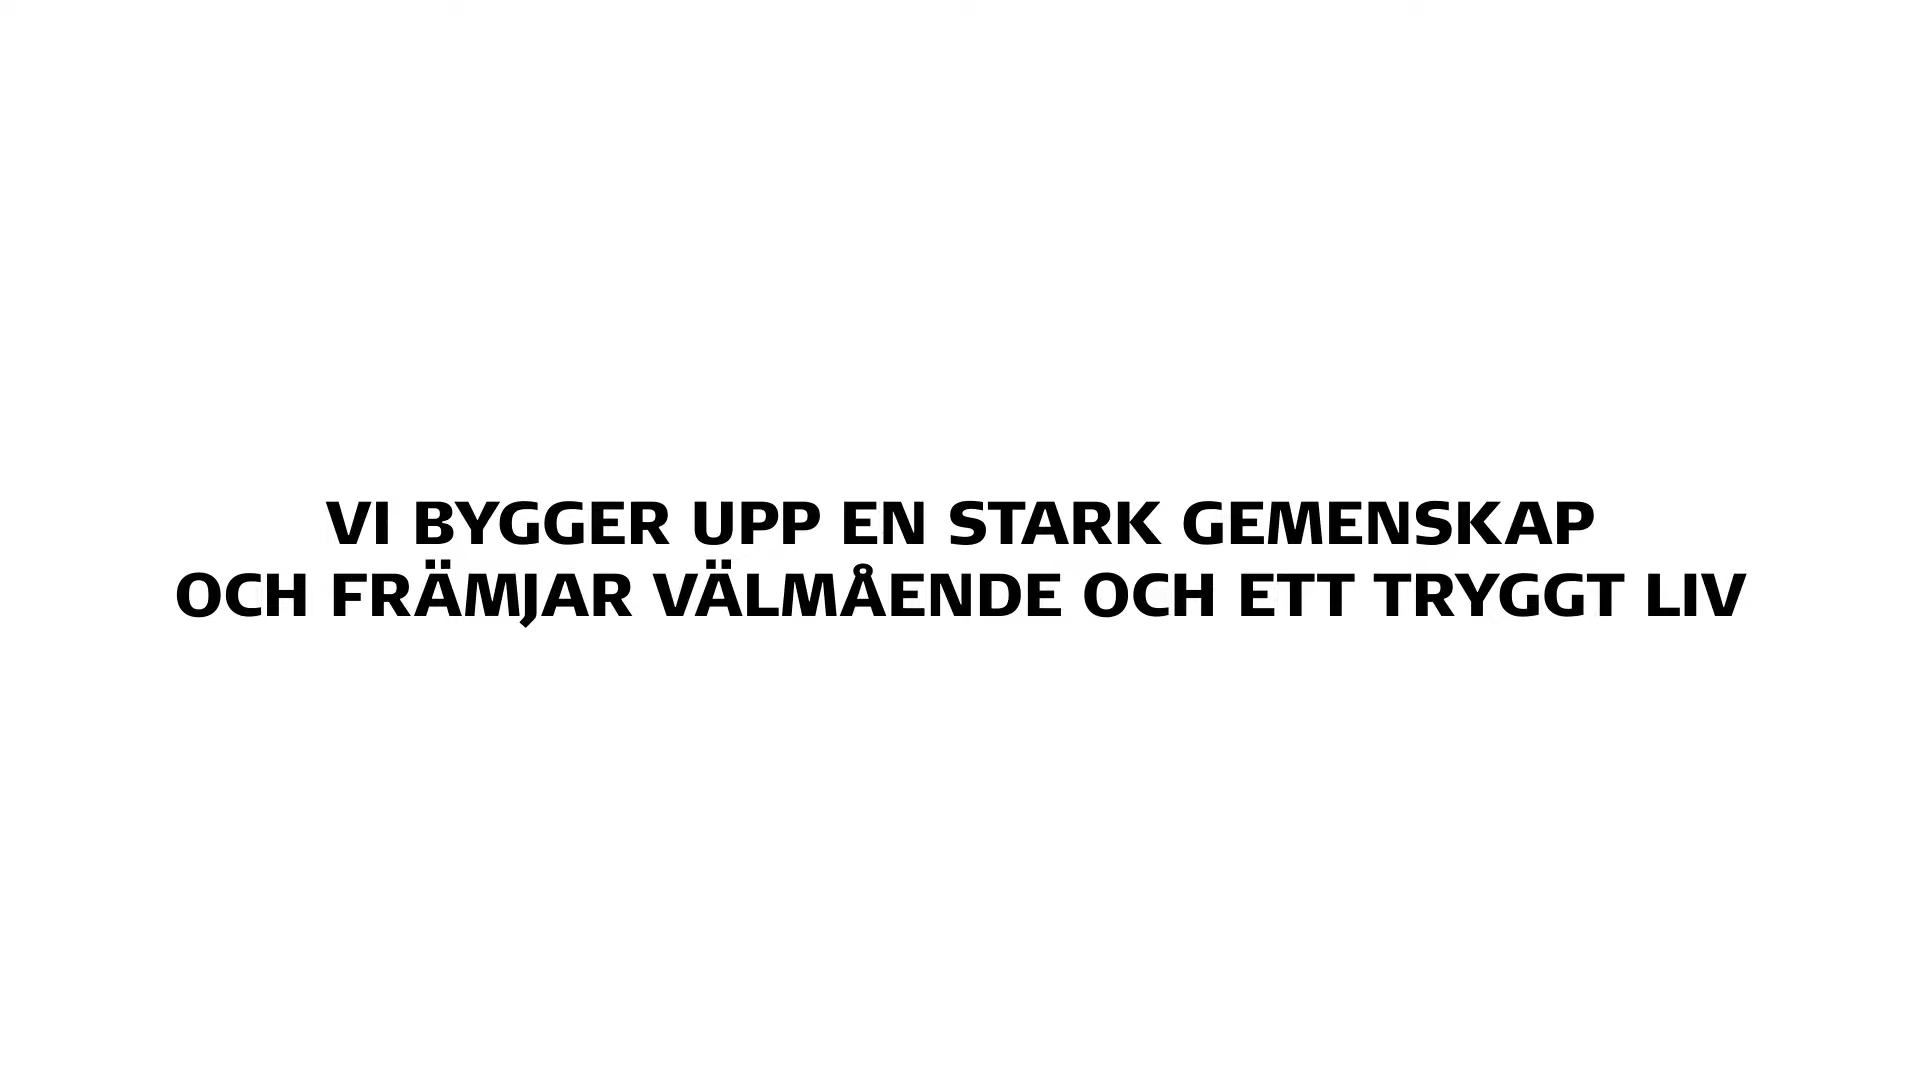 VI BYGGER UPP EN STARK GEMENSKAP
OCH FRÄMJAR VÄLMÅENDE OCH ETT TRYGGT LIV